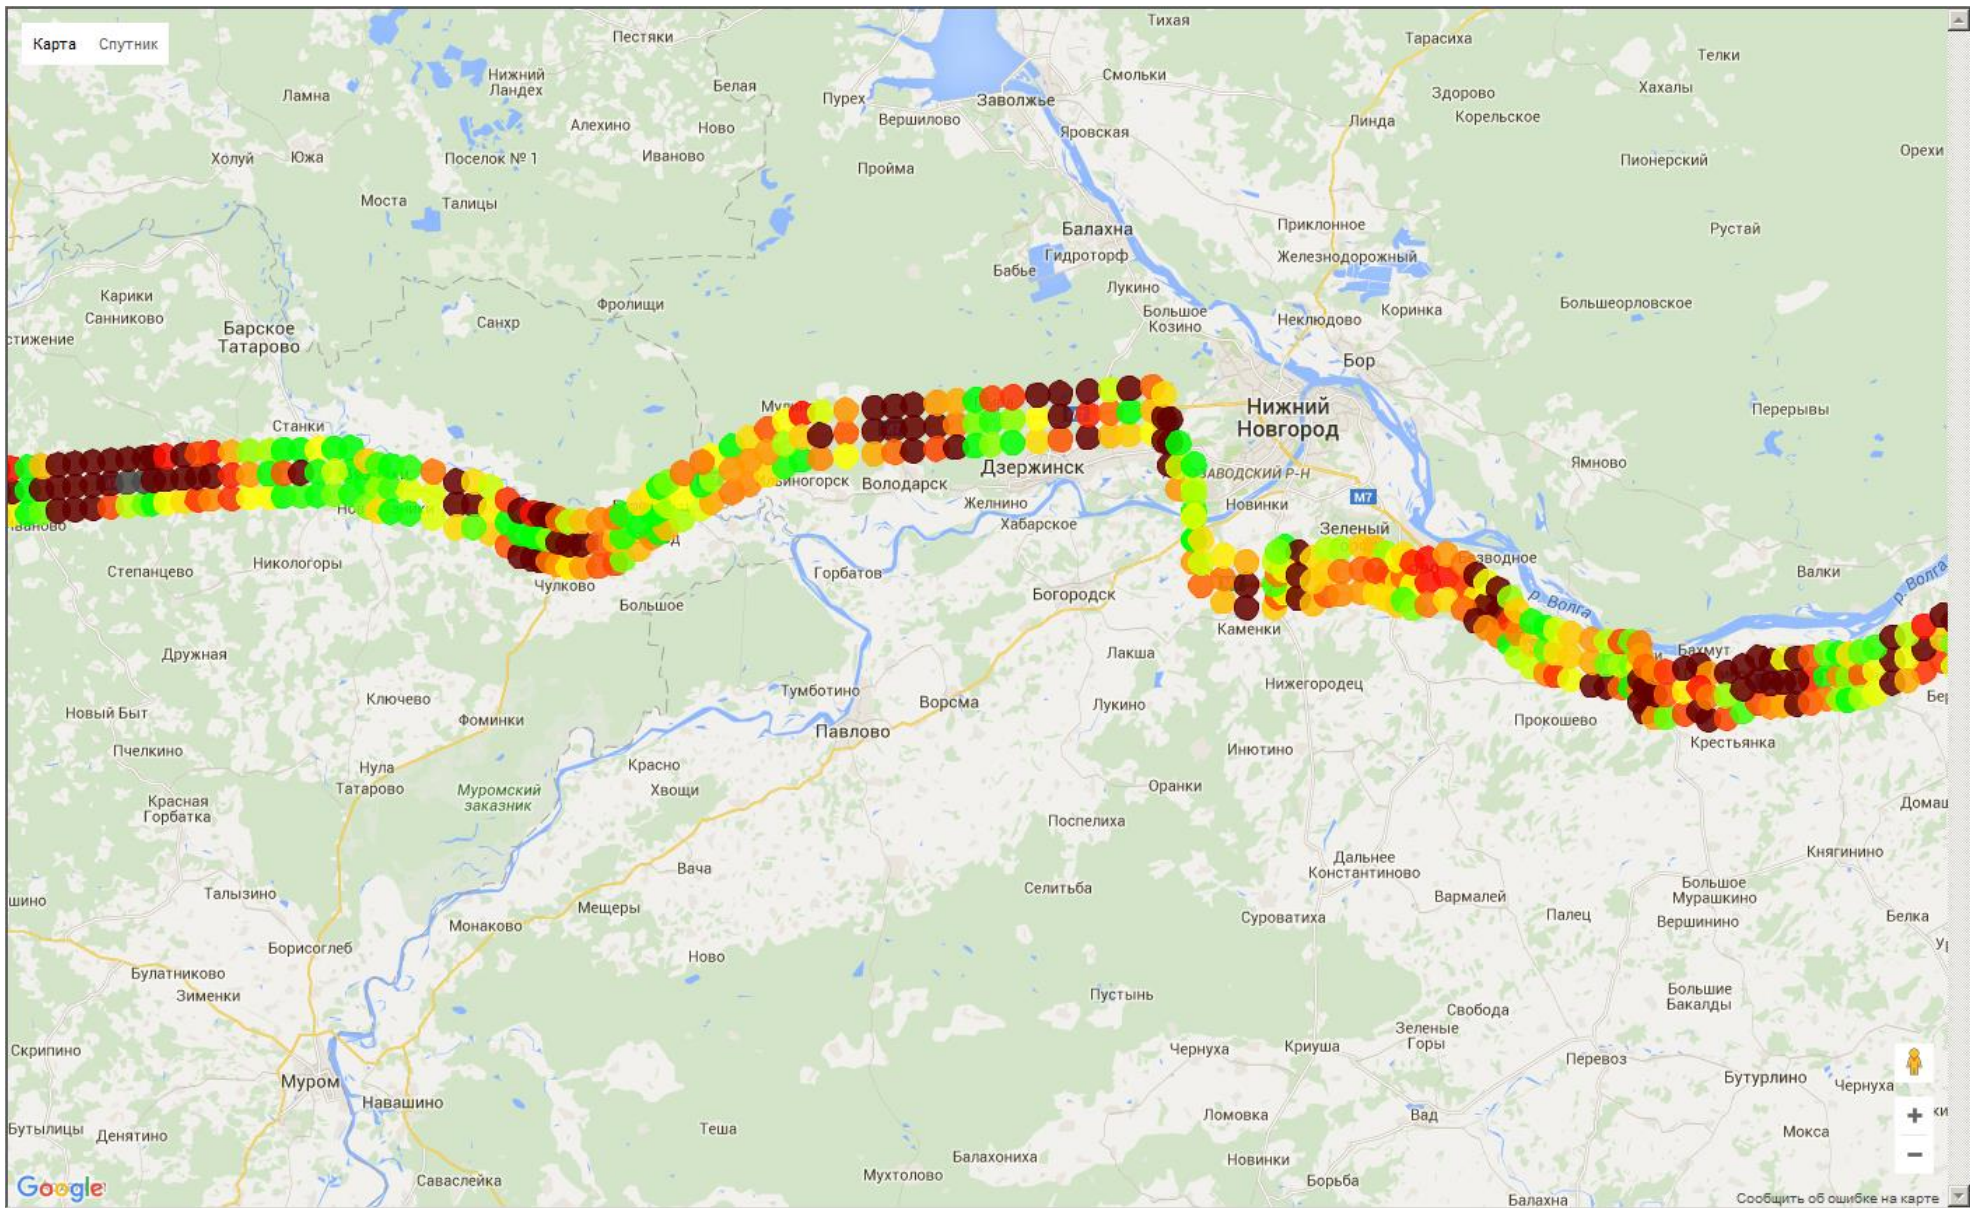 Карта Спутник
Пестяки
Тихая
Тарасиха
Телки
Нижний
Ландех
Белая
Смольки
Ламна
Пурех
Заволжье
Здорово
Хахалы
Алехино
Ново
Вершилово
Яровская
Линда
Корельское
Холуй
Южа
Поселок № 1
Иваново
Пройма
Пионерский
Орехи
Моста
Талицы
Балахна
Приклонное
Рустай
Гидроторф
Железнодорожный
Бабье
Лукино
Карики
Санниково
Фролищи
Большое
Козино
Неклюдово
Коринка
Большеорловское
Барское
Татарово
Санхр
стижение
Бор
Нижний
Новгород
Перерывы
Станки
Дзержинск
Ямново
ЗАВОДСКИЙ Р-Н
Володарск
Желнино
Хабарское
Новинки
M7
Зеленый
Никологоры
Степанцево
Чулково
Горбатов
Валки
р. Волга
р. Волга
Большое
Богородск
Каменки
Дружная
Лакша
Бахмут
Ключево
Тумботино
Нижегородец
Новый Быт
Фоминки
Ворсма
Лукино
Прокошево
Павлово
Пчелкино
Инютино
Крестьянка
Нула
Татарово
Красно
Хвощи
Муромский
заказник
Оранки
Красная
Горбатка
Поспелиха
Вача
Дальнее
Константиново
Княгинино
Талызино
Селитьба
Большое
Мурашкино
шино
Мещеры
Вармалей
Палец
Вершинино
Белка
Монаково
Суроватиха
Борисоглеб
Ново
Булатниково
Зименки
Пустынь
Большие
Бакалды
Свобода
Зеленые
Горы
Скрипино
Чернуха
Криуша
Перевоз
Муром
Навашино
Бутурлино
Чернуха
Бутылицы
Денятино
Теша
Ломовка
Вад
Мокса
Балахониха
Мухтолово
Новинки
Саваслейка
Борьба
Балахна
Google
Сообщить об ошибке на карте